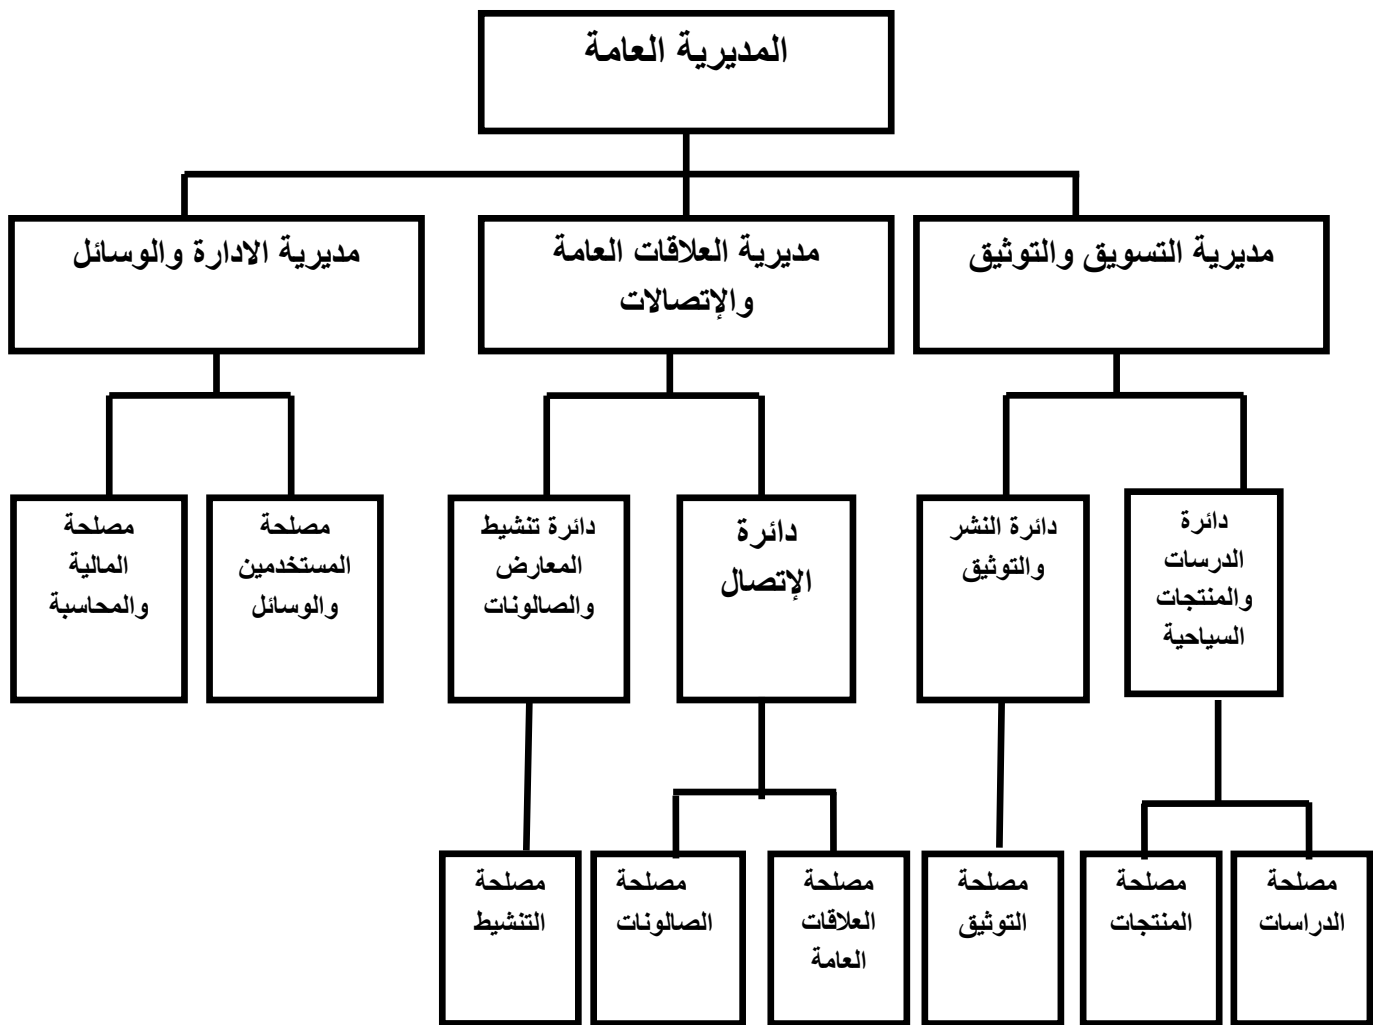 المديرية العامة
مديرية التسويق والتوثيق
مديرية العلاقات العامة
والإتصالات
مديرية الادارة والوسائل
دائرة
الدرسات
والمنتجات
السياحية
دائرة النشر
والتوثيق
دائرة
الإتصال
دائرة تنشيط
المعارض
والصالونات
مصلحة
المستخدمين
والوسائل
مصلحة
المالية
والمحاسبة
مصلحة
الدراسات
مصلحة
المنتجات
مصلحة
التوثيق
مصلحة
العلاقات
العامة
مصلحة
الصالونات
مصلحة
التنشيط